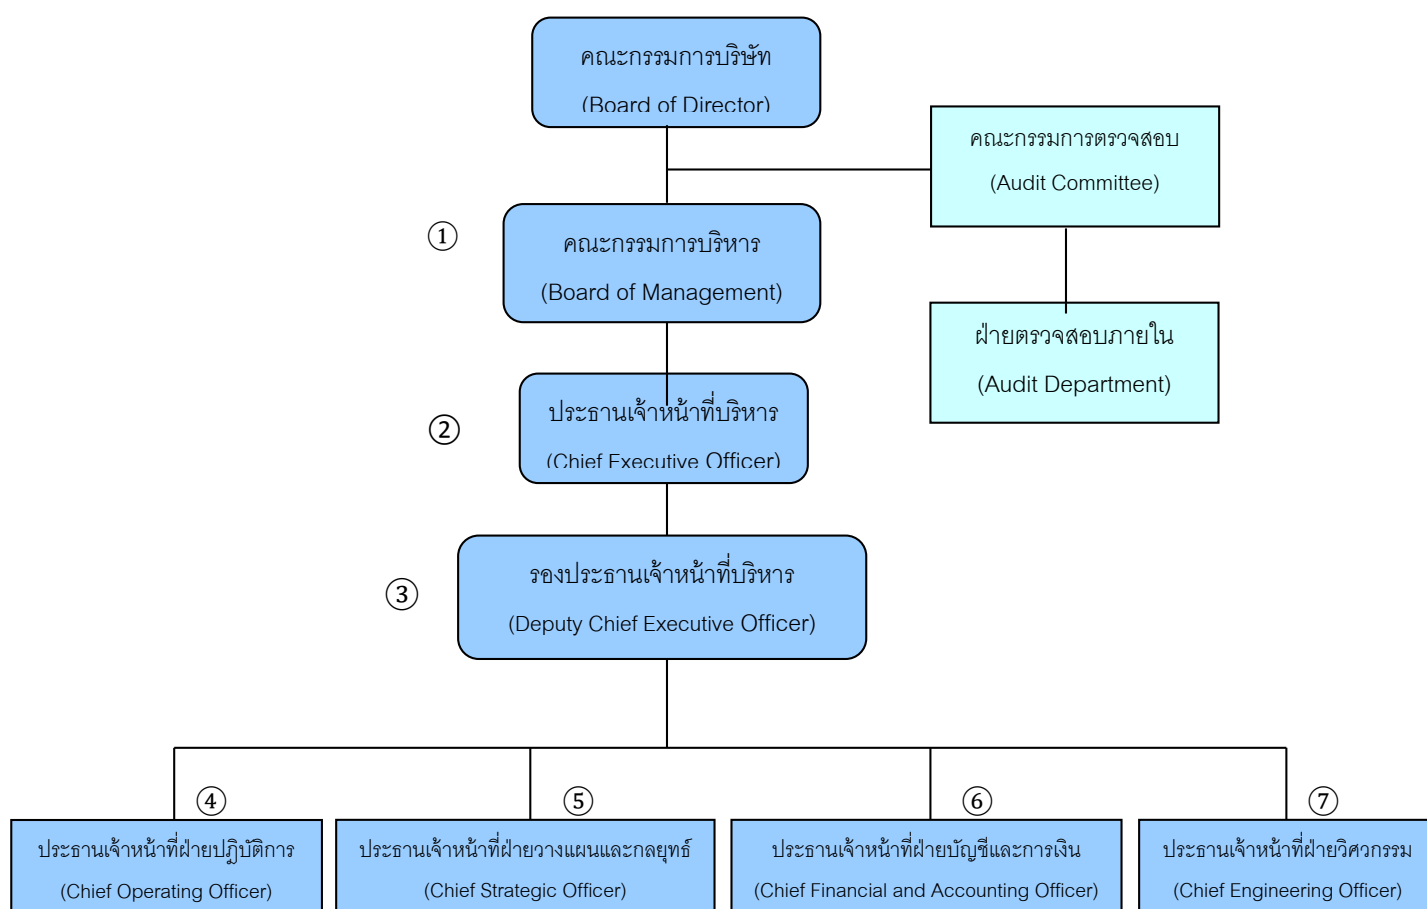 คณะกรรมการบริษัท
(Board of Director)
คณะกรรมการตรวจสอบ
(Audit Committee)
①
คณะกรรมการบริหาร
(Board of Management)
ฝ่ายตรวจสอบภายใน
(Audit Department)
②
ประธานเจ้าหน้าที่บริหาร
(Chief Executive Officer)
③
รองประธานเจ้าหน้าที่บริหาร
(Deputy Chief Executive Officer)
④
ประธานเจ้าหน้าที่ฝ่ายปฏิบัติการ
(Chief Operating Officer)
⑤
ประธานเจ้าหน้าที่ฝ่ายวางแผนและกลยุทธ์
(Chief Strategic Officer)
⑥
ประธานเจ้าหน้าที่ฝ่ายบัญชีและการเงิน
(Chief Financial and Accounting Officer)
⑦
ประธานเจ้าหน้าที่ฝ่ายวิศวกรรม
(Chief Engineering Officer)